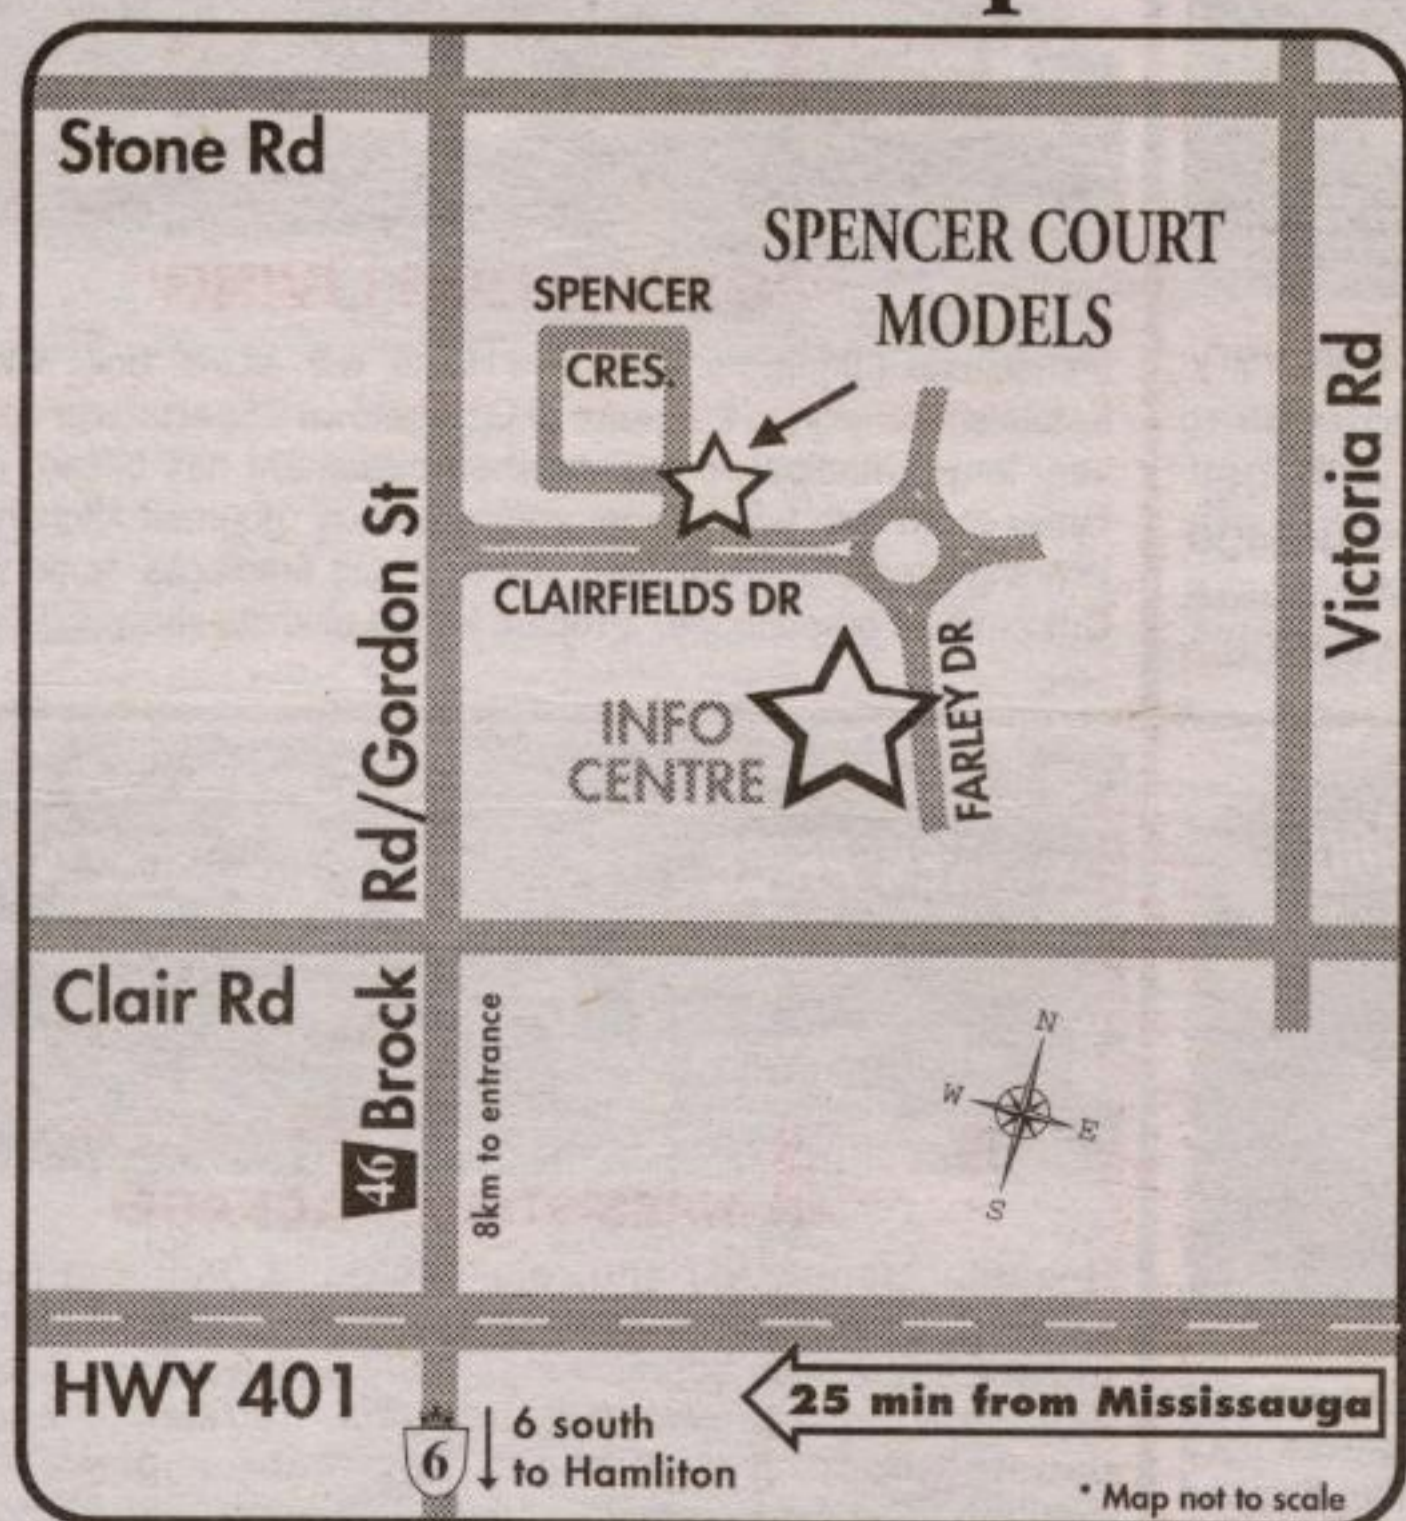 Stone Rd
SPENCER COURT
MODELS
SPENCER
CRES.
Victoria Rd
CLAIRFIELDS DR
INFO
CENTRE
FARLEY DR
46 Brock Rd/Gordon St
Clair Rd
8km to entrance
N
W
E
S
HWY 401
25 min from Mississauga
6
6 south
to Hamliton
* Map not to scale